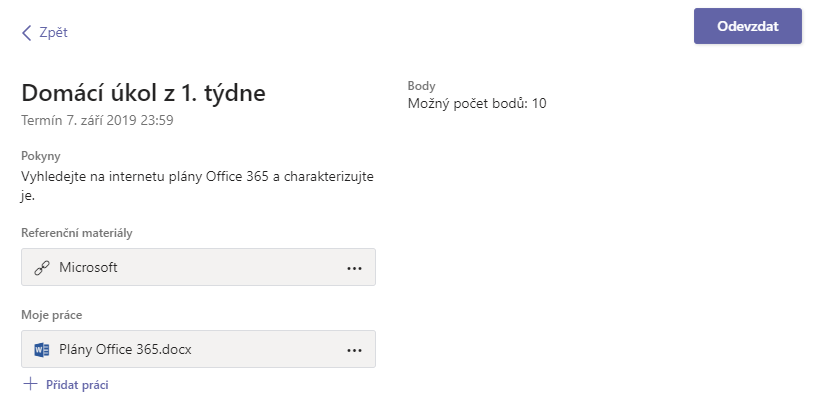 Zpět
Odevzdat
Domácí úkol z 1. týdne
Termín 7. září 2019 23:59
Body
Možný počet bodů: 10
Pokyny
Vyhledejte na internetu plány Office 365 a charakterizujte
je.
Referenční materiály
Microsoft
Moje práce
Plány Office 365.docx
Přidat práci